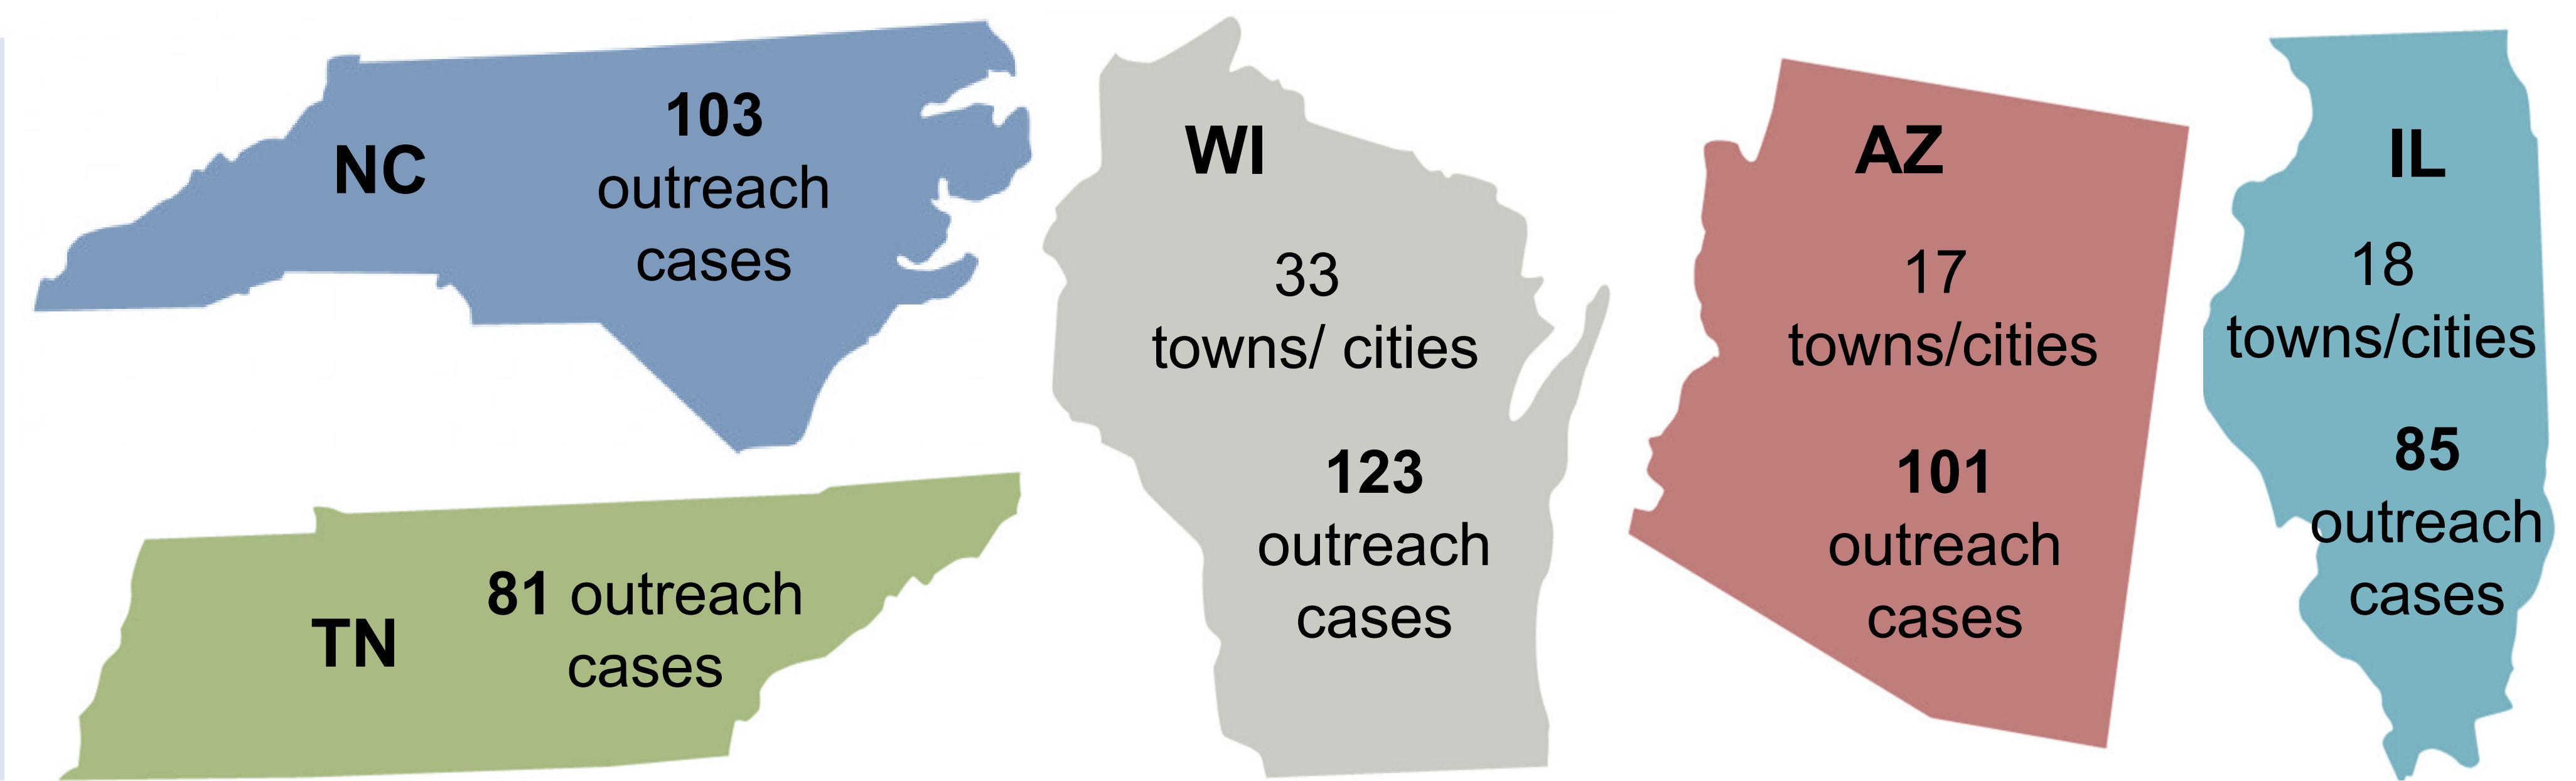 NC
103
outreach
cases
TN
81 outreach
cases
WI
33
towns/ cities
123
outreach
cases
AZ
17
towns/cities
101
outreach
cases
IL
18
towns/cities
85
outreach
cases